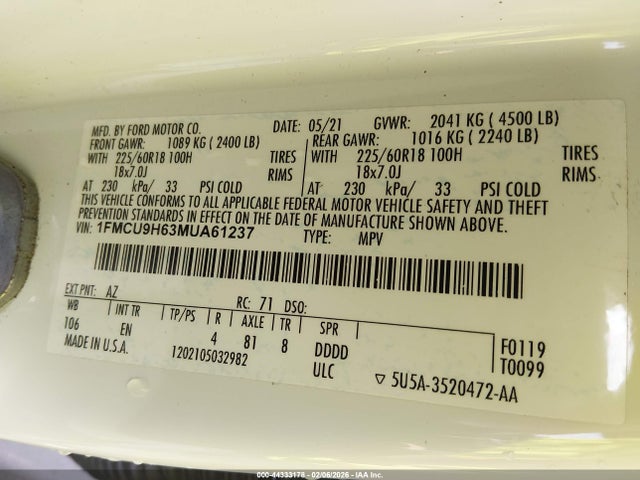 MFD. BY FORD MOTOR CO. DATE: 05/21 GVWR: 2041 KG ( 4500 LB)
FRONT GAWR: 1089 KG ( 2400 LB) REAR GAWR: 1016 KG ( 2240 LB)
WITH 225/60R18 100H TIRES WITH 225/60R18 100H TIRES
18x7.0J RIMS 18x7.0J RIMS
AT 230 kPa/ 33 PSI COLD AT 230 kPa/ 33 PSI COLD
THIS VEHICLE CONFORMS TO ALL APPLICABLE FEDERAL MOTOR VEHICLE SAFETY AND THEFT
PREVENTION STANDARDS IN EFFECT ON THE DATE OF MANUFACTURE SHOWN ABOVE.
VIN: 1FMCU9H63MUA61237 TYPE: MPV
EXT PNT: AZ RC: 71 DSO:
WB INT TR TP/PS R AXLE TR SPR
106 EN 4 81 8 DDDD F0119
MADE IN U.S.A. 1202105032982 ULC T0099
▽ 5U5A-3520472-AA
000-44333176 - 02/06/2026 - IAA Inc.